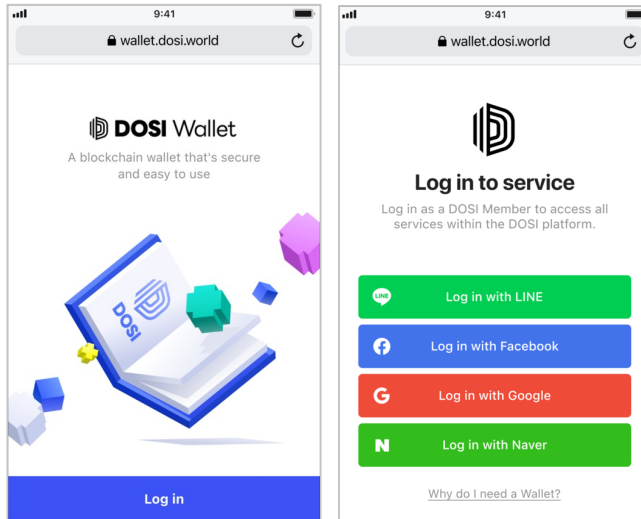 9:41
wallet.dosi.world
DOSI Wallet
A blockchain wallet that's secure
and easy to use
DOSI
Log in
9:41
wallet.dosi.world
Log in to service
Log in as a DOSI Member to access all
services within the DOSI platform.
LINE
Log in with LINE
Log in with Facebook
G
Log in with Google
N
Log in with Naver
Why do I need a Wallet?